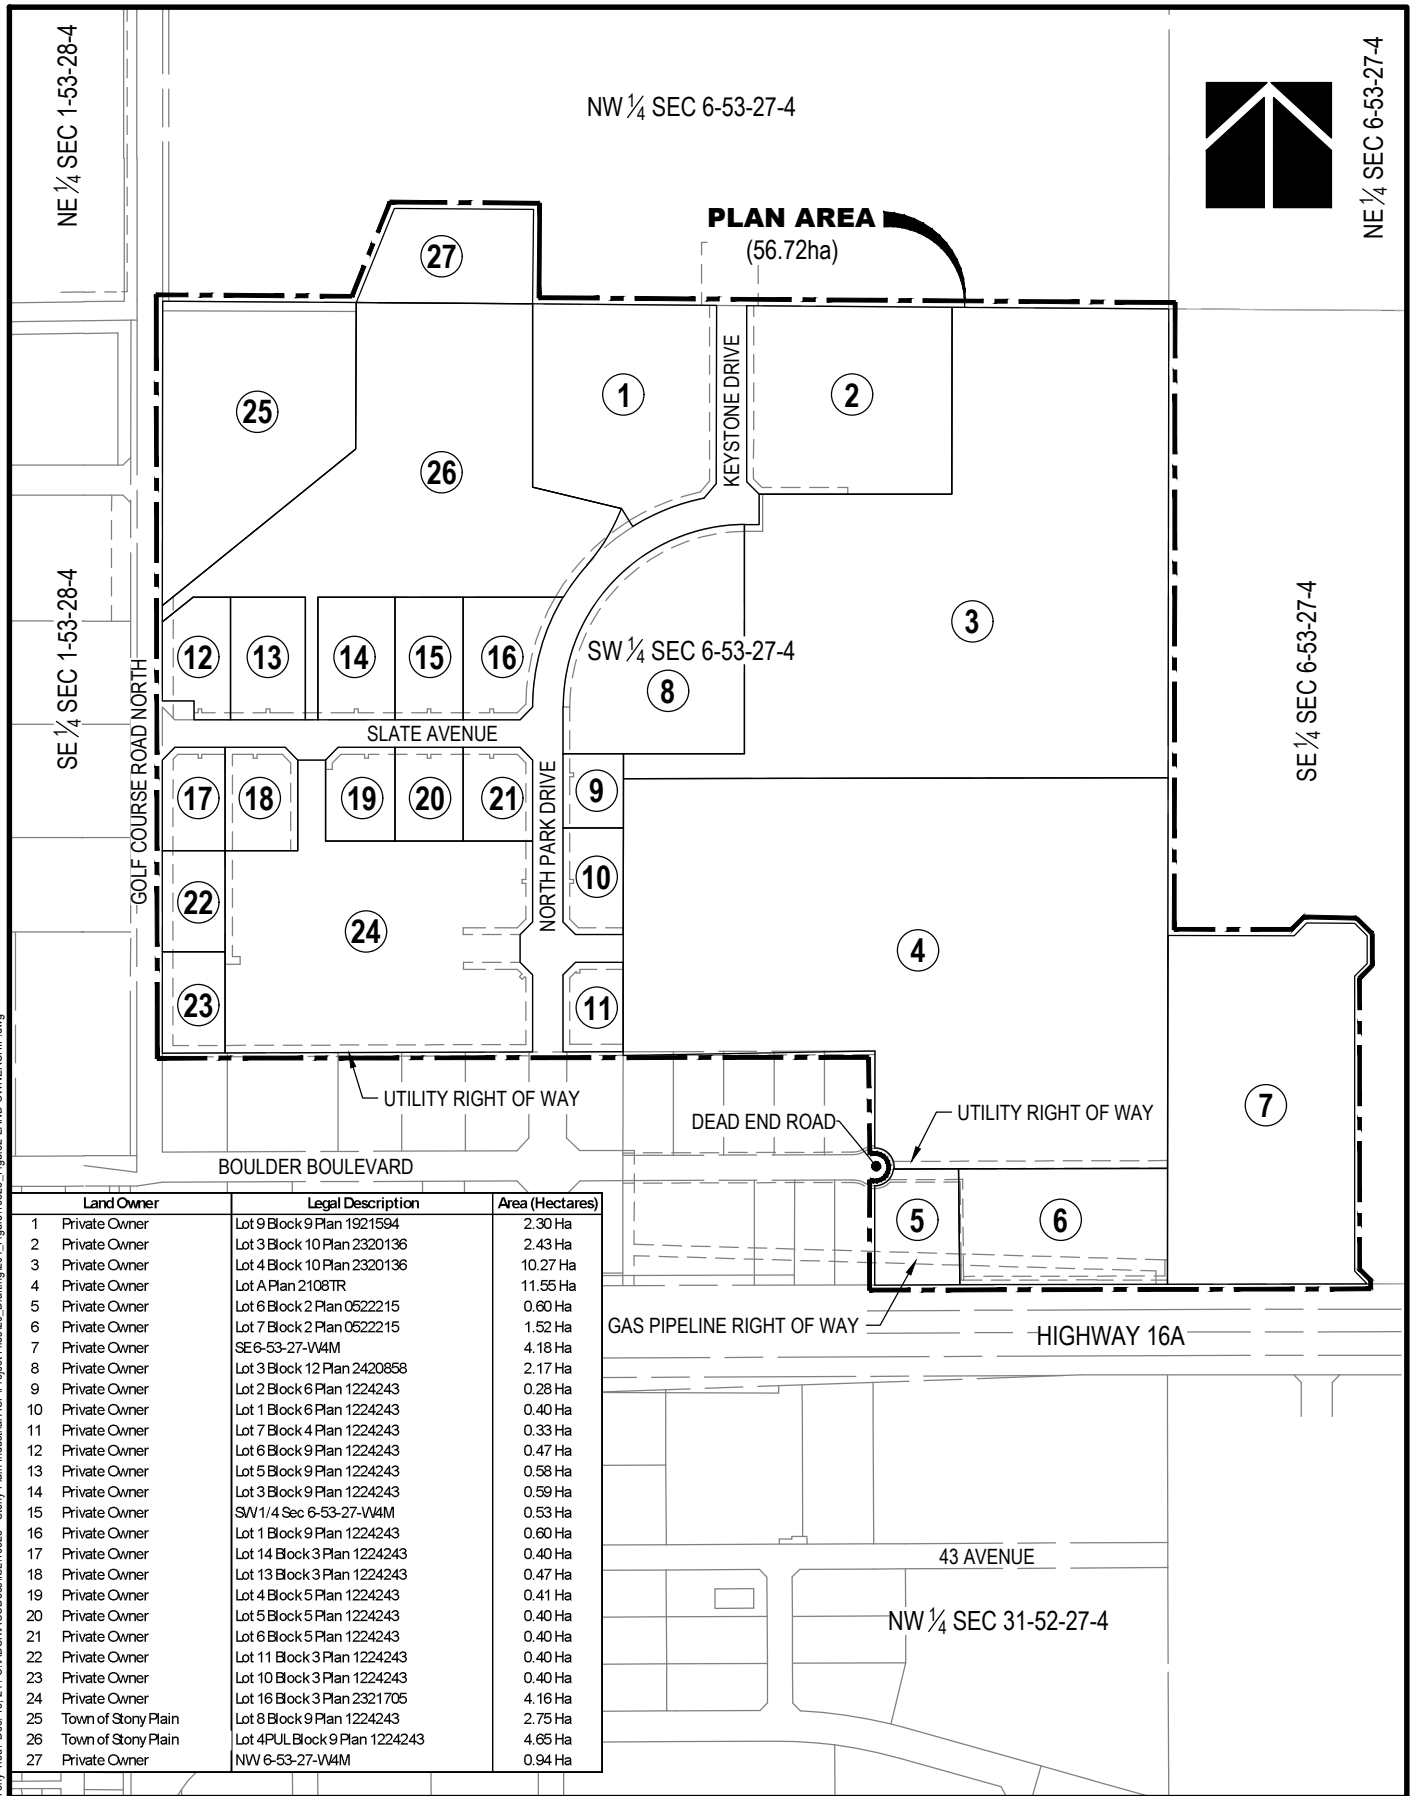 NE ¼ SEC 1-53-28-4
NW ¼ SEC 6-53-27-4
NE ¼ SEC 6-53-27-4
PLAN AREA
(56.72ha)
27
25
26
1
KEYSTONE DRIVE
2
3
SE ¼ SEC 1-53-28-4
GOLF COURSE ROAD NORTH
12
13
14
15
16
SW ¼ SEC 6-53-27-4
8
SE ¼ SEC 6-53-27-4
SLATE AVENUE
17
18
19
20
21
NORTH PARK DRIVE
9
10
22
24
4
23
11
7
UTILITY RIGHT OF WAY
DEAD END ROAD
UTILITY RIGHT OF WAY
BOULDER BOULEVARD
5
6
GAS PIPELINE RIGHT OF WAY
HIGHWAY 16A
43 AVENUE
NW ¼ SEC 31-52-27-4
Land Owner Legal Description Area (Hectares)
1 Private Owner Lot 9 Block 9 Plan 1921594 2.30 Ha
2 Private Owner Lot 3 Block 10 Plan 2320136 2.43 Ha
3 Private Owner Lot 4 Block 10 Plan 2320136 10.27 Ha
4 Private Owner Lot A Plan 2108TR 11.55 Ha
5 Private Owner Lot 6 Block 2 Plan 0522215 0.60 Ha
6 Private Owner Lot 7 Block 2 Plan 0522215 1.52 Ha
7 Private Owner SE 6-53-27-W4M 4.18 Ha
8 Private Owner Lot 3 Block 12 Plan 2420858 2.17 Ha
9 Private Owner Lot 2 Block 6 Plan 1224243 0.28 Ha
10 Private Owner Lot 1 Block 6 Plan 1224243 0.40 Ha
11 Private Owner Lot 7 Block 4 Plan 1224243 0.33 Ha
12 Private Owner Lot 6 Block 9 Plan 1224243 0.47 Ha
13 Private Owner Lot 5 Block 9 Plan 1224243 0.58 Ha
14 Private Owner Lot 3 Block 9 Plan 1224243 0.59 Ha
15 Private Owner SW 1/4 Sec 6-53-27-W4M 0.53 Ha
16 Private Owner Lot 1 Block 9 Plan 1224243 0.60 Ha
17 Private Owner Lot 14 Block 3 Plan 1224243 0.40 Ha
18 Private Owner Lot 13 Block 3 Plan 1224243 0.47 Ha
19 Private Owner Lot 4 Block 5 Plan 1224243 0.41 Ha
20 Private Owner Lot 5 Block 5 Plan 1224243 0.40 Ha
21 Private Owner Lot 6 Block 5 Plan 1224243 0.40 Ha
22 Private Owner Lot 11 Block 3 Plan 1224243 0.40 Ha
23 Private Owner Lot 10 Block 3 Plan 1224243 0.40 Ha
24 Private Owner Lot 16 Block 3 Plan 2321705 4.16 Ha
25 Town of Stony Plain Lot 8 Block 9 Plan 1224243 2.75 Ha
26 Town of Stony Plain Lot 4PUL Block 9 Plan 1224243 4.65 Ha
27 Private Owner NW 6-53-27-W4M 0.94 Ha